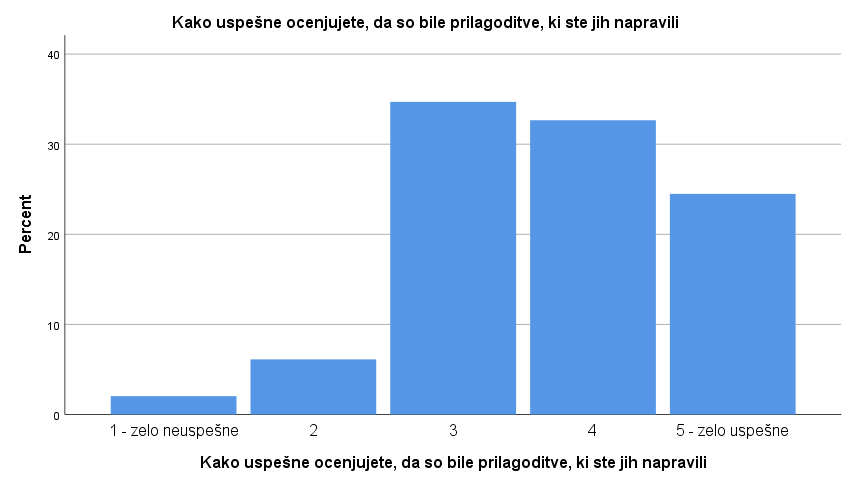 Kako uspešne ocenjujete, da so bile prilagoditve, ki ste jih napravili
40
30
20
10
0
Percent
1 - zelo neuspešne 2 3 4 5 - zelo uspešne
Kako uspešne ocenjujete, da so bile prilagoditve, ki ste jih napravili